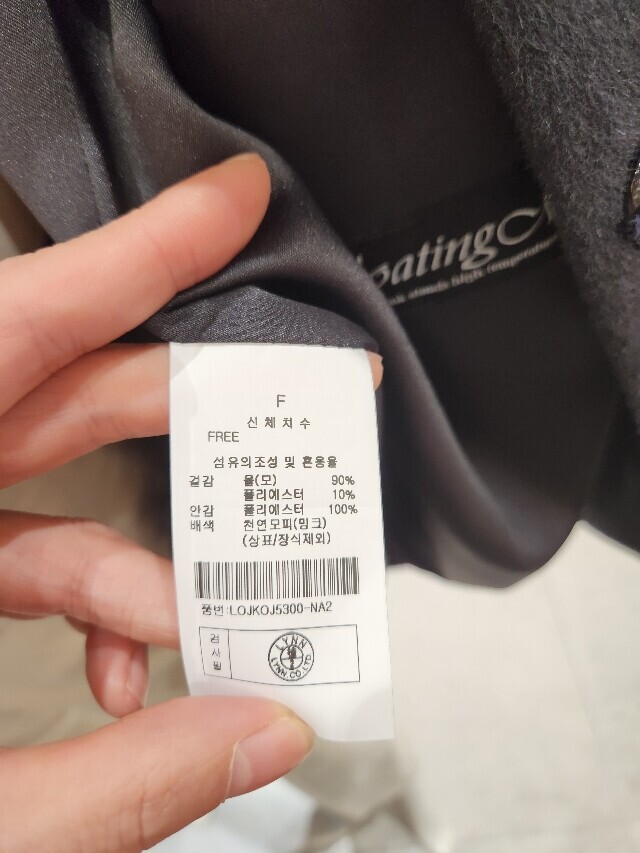 oating
F
신체치수
FREE
섬유의조성 및 혼용율
겉감 울(모) 90%
폴리에스터 10%
안감 폴리에스터 100%
배색 천연모피(밍크)
(상표/장식제외)
품번:LOJKOJ5300-NA2
검사필
LYNN
LYNN.CO.LTD